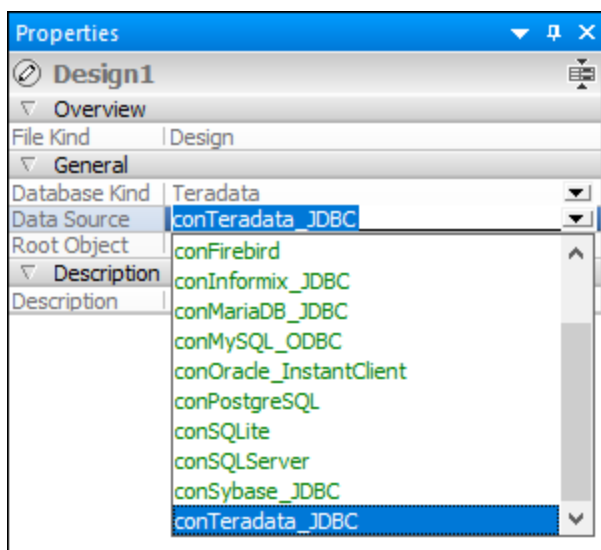 Properties
Design1
Overview
File Kind Design
General
Database Kind Teradata
Data Source conTeradata_JDBC
Root Object
Description
Description
conFirebird
conInformix_JDBC
conMariaDB_JDBC
conMySQL_ODBC
conOracle_InstantClient
conPostgreSQL
conSQLite
conSQLServer
conSybase_JDBC
conTeradata_JDBC